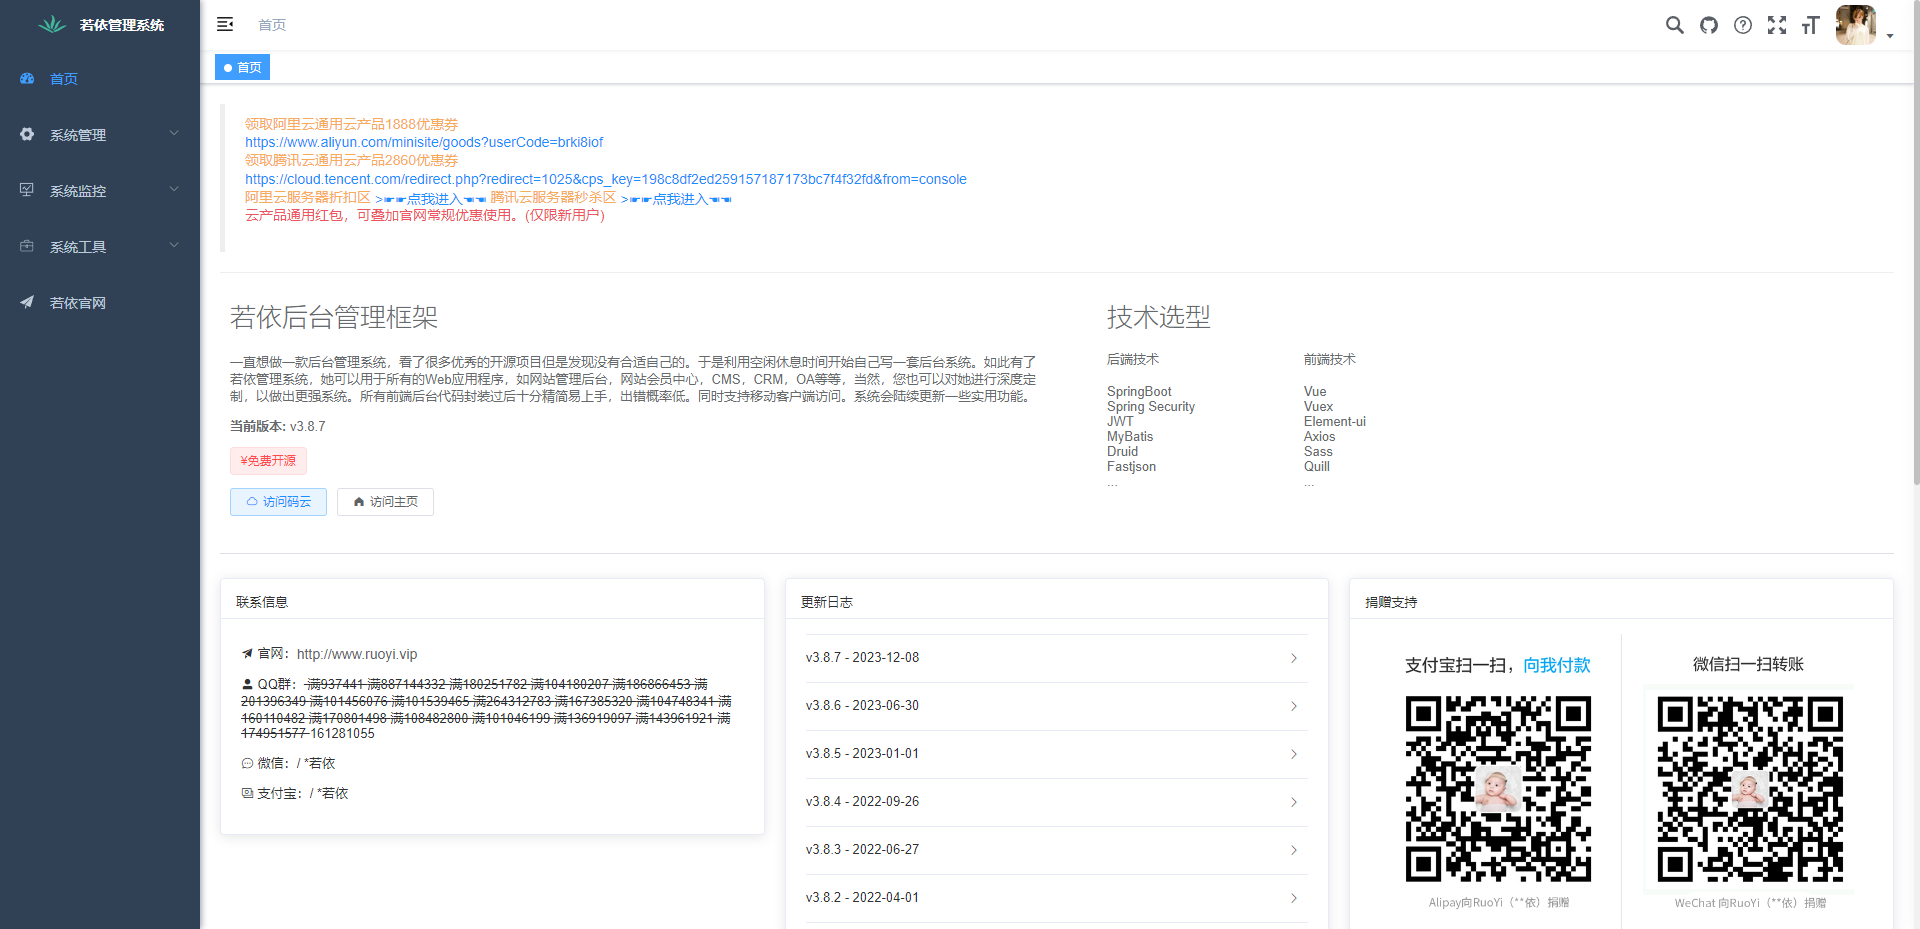 若依管理系统
首页
系统管理
系统监控
系统工具
若依官网
首页
首页
领取阿里云通用云产品1888优惠券
https://www.aliyun.com/minisite/goods?userCode=brki8iof
领取腾讯云通用云产品2860优惠券
https://cloud.tencent.com/redirect.php?redirect=1025&cps_key=198c8df2ed259157187173bc7f4f32fd&from=console
阿里云服务器折扣区 >☛☛点我进入☚☚ 腾讯云服务器秒杀区 >☛☛点我进入☚☚
云产品通用红包，可叠加官网常规优惠使用。(仅限新用户)
若依后台管理框架
一直想做一款后台管理系统，看了很多优秀的开源项目但是发现没有合适自己的。于是利用空闲休息时间开始自己写一套后台系统。如此有了
若依管理系统，她可以用于所有的Web应用程序，如网站管理后台，网站会员中心，CMS，CRM，OA等等，当然，您也可以对她进行深度定
制，以做出更强系统。所有前端后台代码封装过后十分精简易上手，出错概率低。同时支持移动客户端访问。系统会陆续更新一些实用功能。
当前版本: v3.8.7
¥免费开源
访问码云
访问主页
技术选型
后端技术
SpringBoot
Spring Security
JWT
MyBatis
Druid
Fastjson
...
前端技术
Vue
Vuex
Element-ui
Axios
Sass
Quill
...
联系信息
官网：http://www.ruoyi.vip
QQ群： 满937441 满887144332 满180251782 满104180207 满186866453 满
201396349 满101456076 满101539465 满264312783 满167385320 满104748341 满
160110482 满170801498 满108482800 满101046199 满136919097 满143961921 满
174951577 161281055
微信：/ *若依
支付宝：/ *若依
更新日志
v3.8.7 - 2023-12-08
v3.8.6 - 2023-06-30
v3.8.5 - 2023-01-01
v3.8.4 - 2022-09-26
v3.8.3 - 2022-06-27
v3.8.2 - 2022-04-01
捐赠支持
支付宝扫一扫，向我付款
Alipay向RuoYi（**依）捐赠
微信扫一扫转账
WeChat 向RuoYi（**依）捐赠